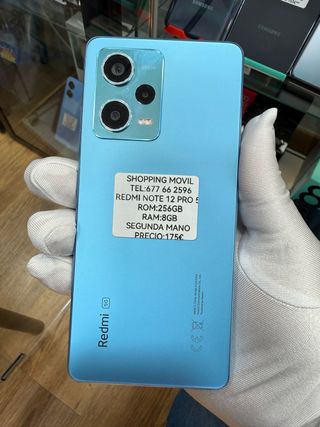 SHOPPING MOVIL
TEL:677 66 2596
REDMI NOTE 12 PRO 5
ROM:256GB
RAM:8GB
SEGUNDA MANO
PRECIO:175€
Redmi 5G